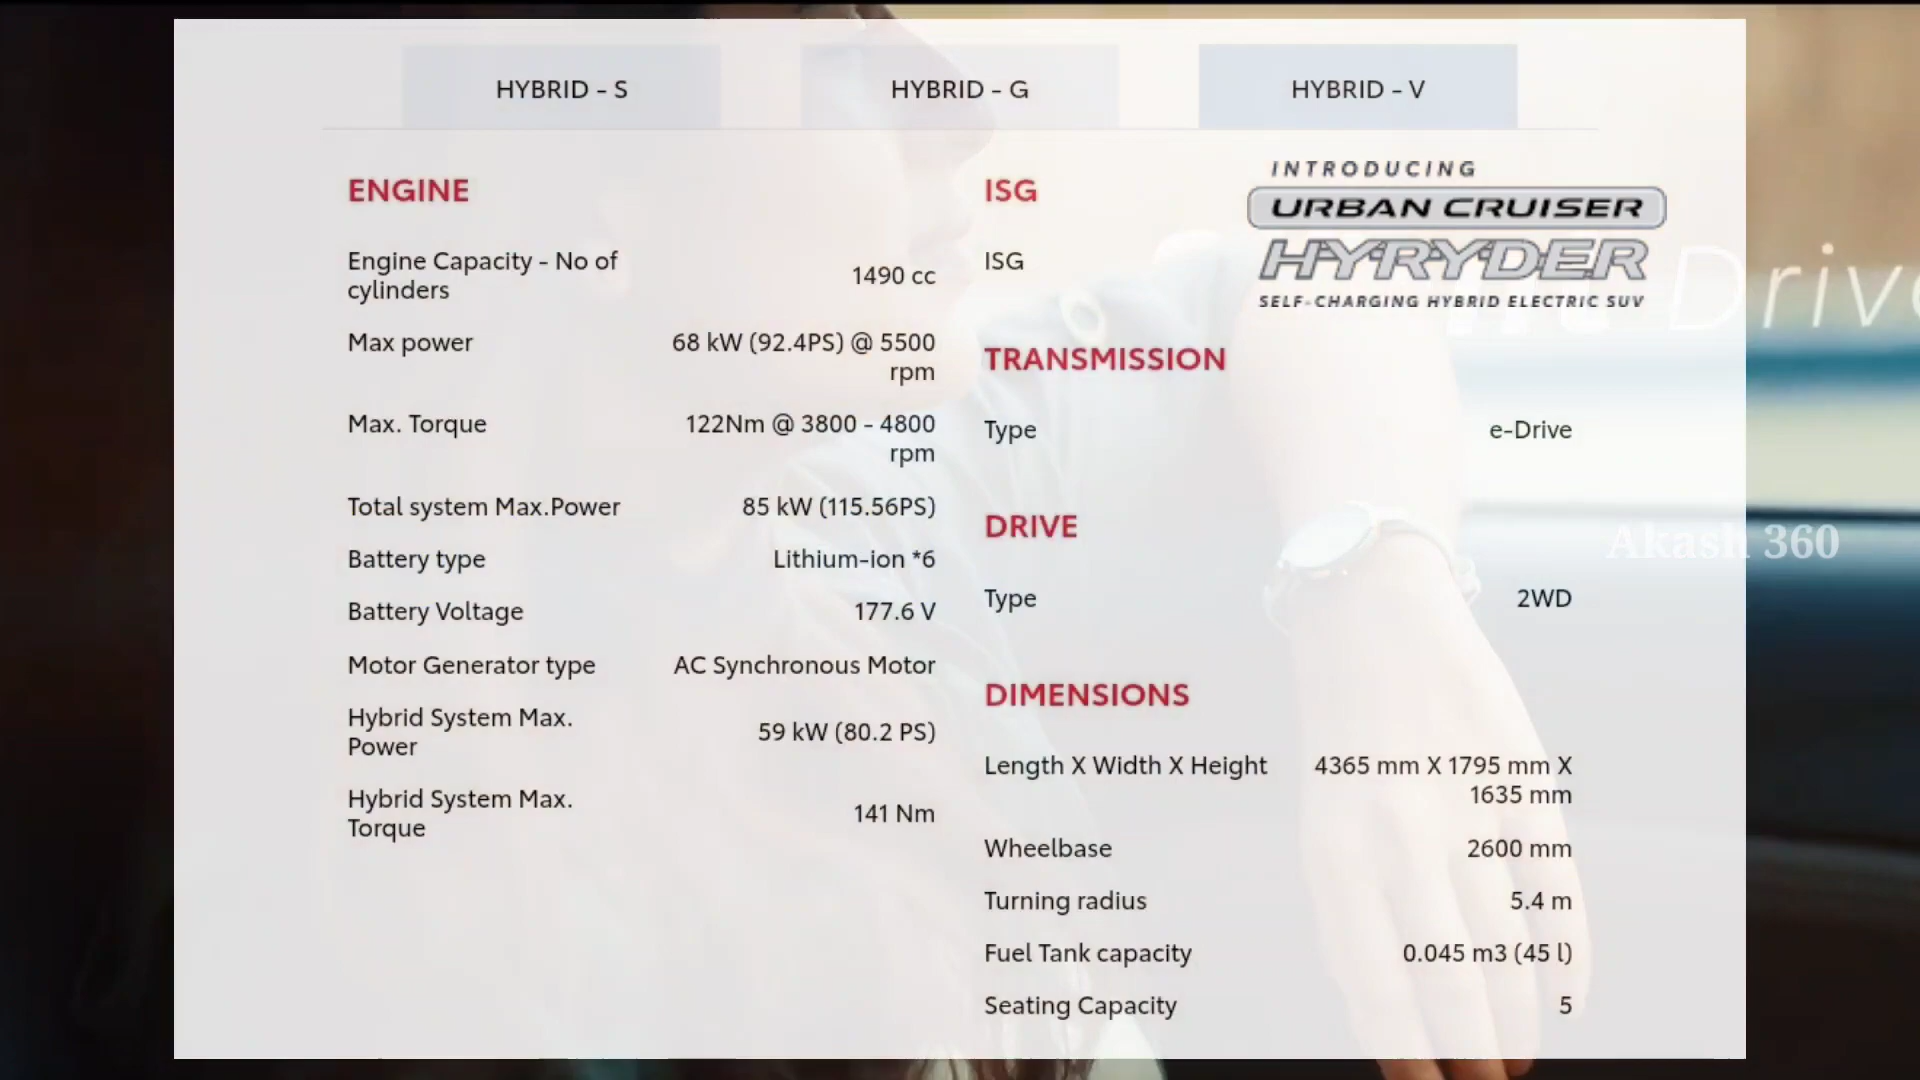 HYBRID - S
HYBRID - G
HYBRID - V
ENGINE
Engine Capacity - No of
cylinders
1490 cc
Max power
68 kW (92.4PS) @ 5500
rpm
Max. Torque
122Nm @ 3800 - 4800
rpm
Total system Max.Power
85 kW (115.56PS)
Battery type
Lithium-ion *6
Battery Voltage
177.6 V
Motor Generator type
AC Synchronous Motor
Hybrid System Max.
Power
59 kW (80.2 PS)
Hybrid System Max.
Torque
141 Nm
ISG
ISG
INTRODUCING
URBAN CRUISER
HYRYDER
SELF-CHARGING HYBRID ELECTRIC SUV
Drive
TRANSMISSION
Type
e-Drive
DRIVE
Akash 360
Type
2WD
DIMENSIONS
Length X Width X Height
4365 mm X 1795 mm X
1635 mm
Wheelbase
2600 mm
Turning radius
5.4 m
Fuel Tank capacity
0.045 m3 (45 l)
Seating Capacity
5